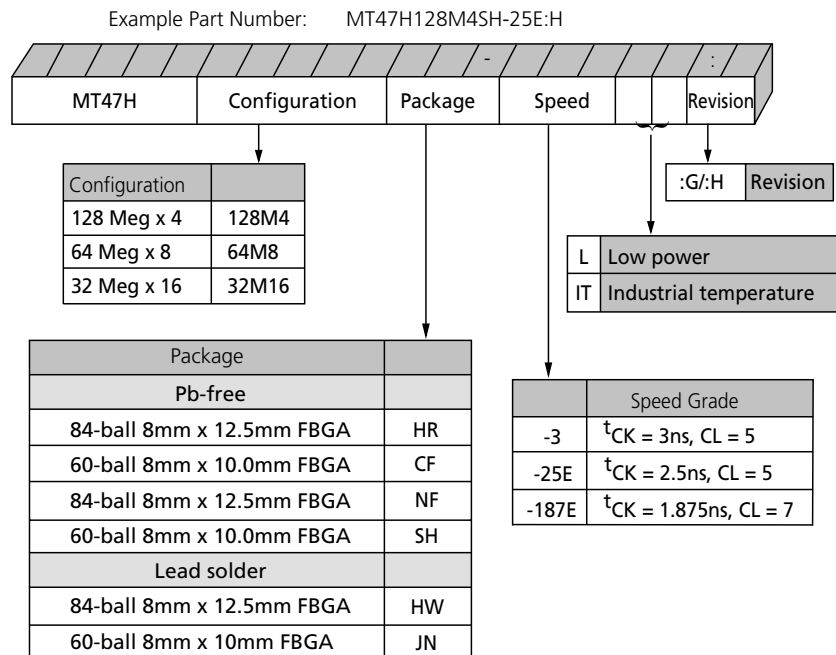 Example Part Number: MT47H128M4SH-25E:H
- :
MT47H Configuration Package Speed Revision
Configuration
128 Meg x 4 128M4
64 Meg x 8 64M8
32 Meg x 16 32M16
:G/:H Revision
L Low power
IT Industrial temperature
Package
Pb-free
84-ball 8mm x 12.5mm FBGA HR
60-ball 8mm x 10.0mm FBGA CF
84-ball 8mm x 12.5mm FBGA NF
60-ball 8mm x 10.0mm FBGA SH
Lead solder
84-ball 8mm x 12.5mm FBGA HW
60-ball 8mm x 10mm FBGA JN
Speed Grade
-3 tCK = 3ns, CL = 5
-25E tCK = 2.5ns, CL = 5
-187E tCK = 1.875ns, CL = 7